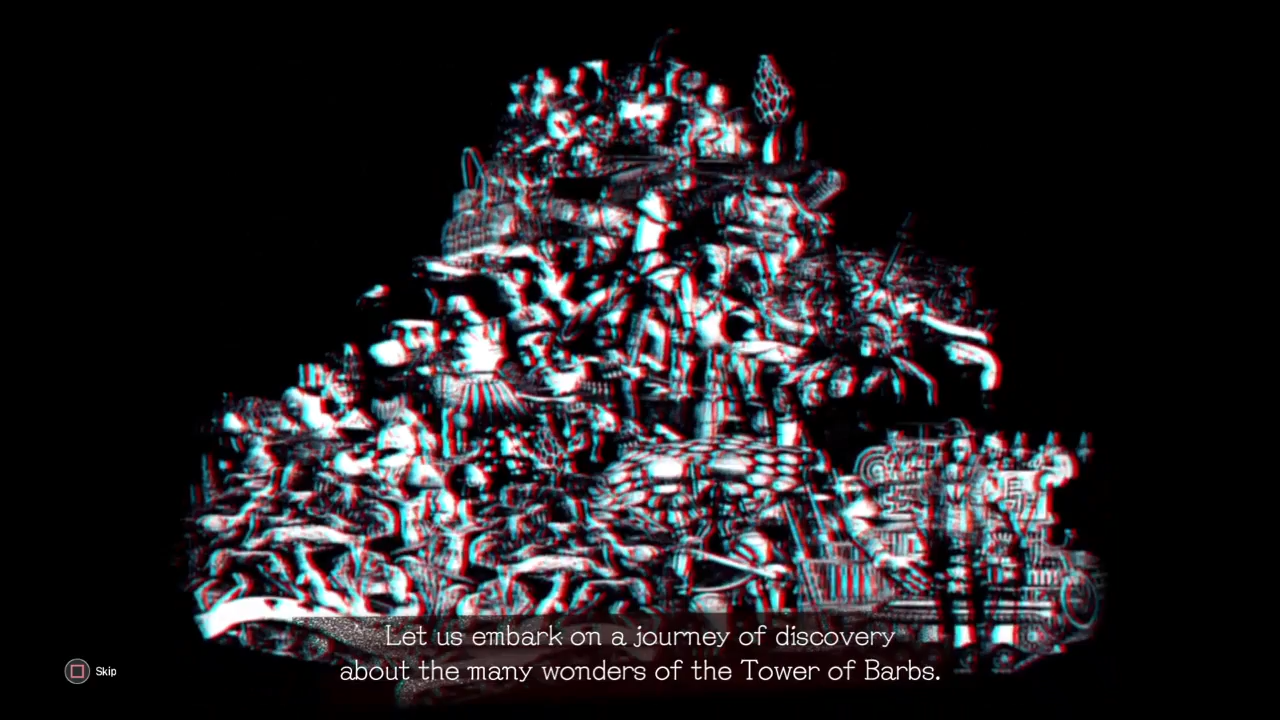 Let us embark on a journey of discovery
about the many wonders of the Tower of Barbs.
Skip